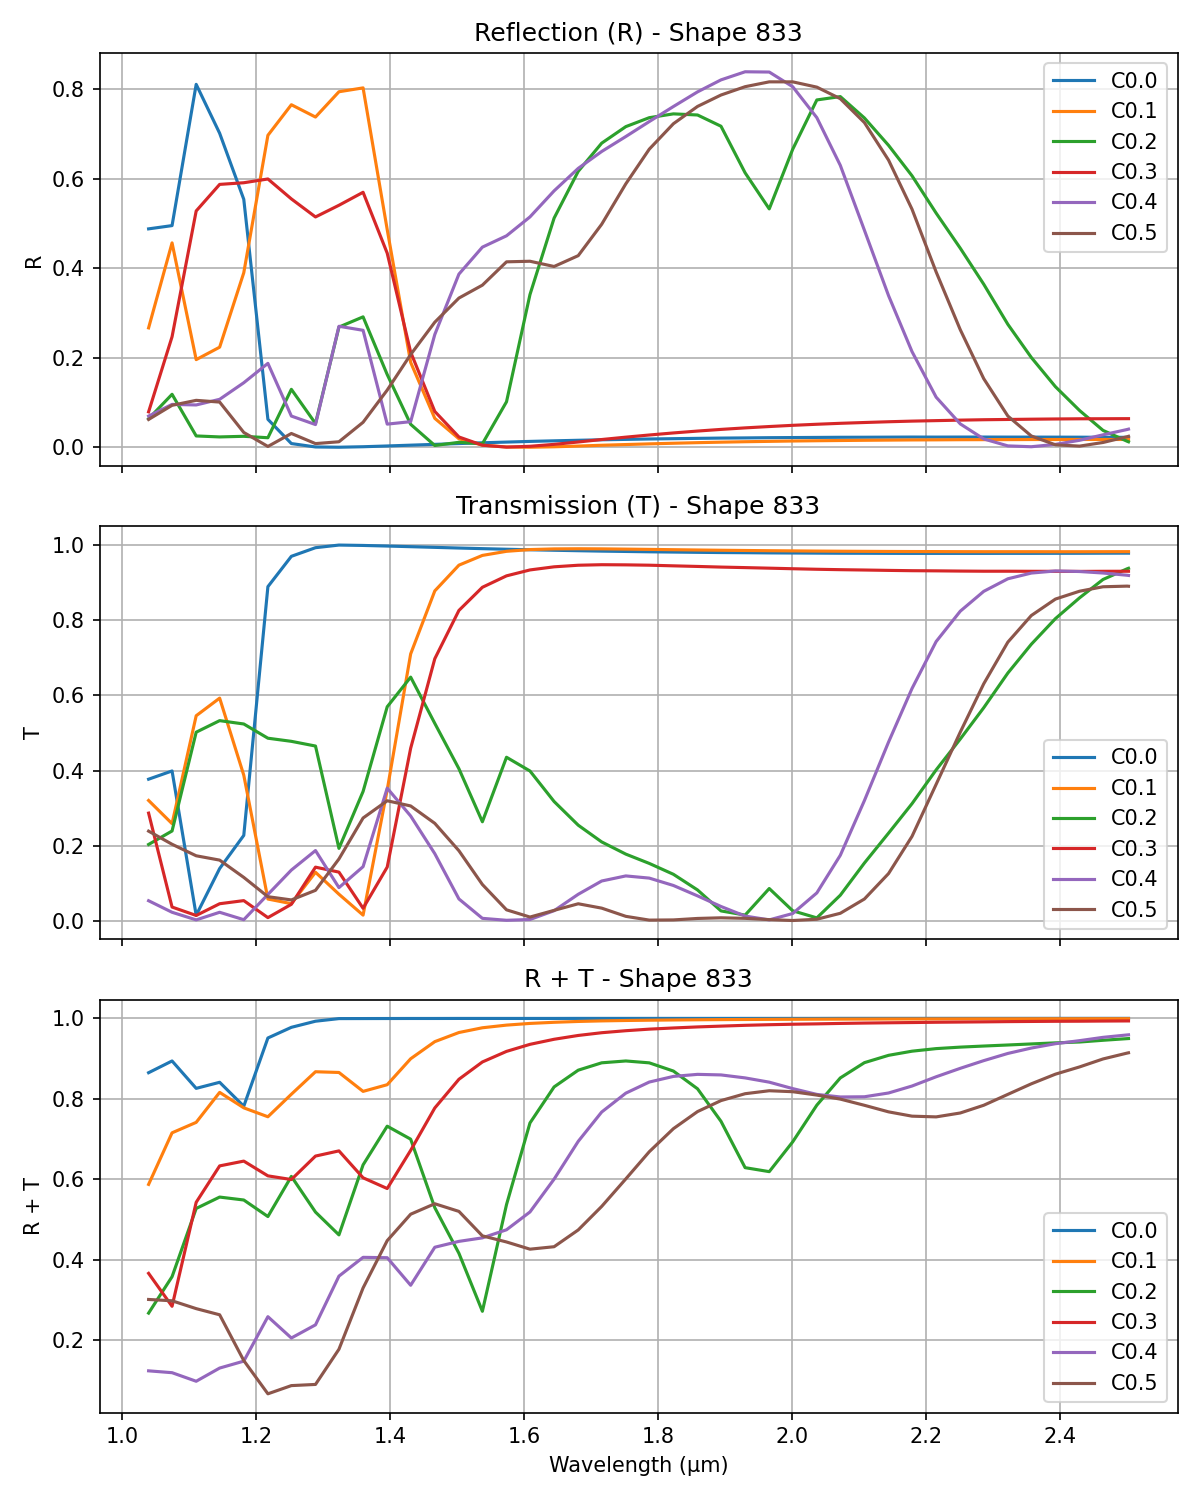 Reflection (R) - Shape 833
0.8
0.6
0.4
0.2
0.0
R
C0.0
C0.1
C0.2
C0.3
C0.4
C0.5
Transmission (T) - Shape 833
1.0
0.8
0.6
0.4
0.2
0.0
T
C0.0
C0.1
C0.2
C0.3
C0.4
C0.5
R + T - Shape 833
1.0
0.8
0.6
0.4
0.2
R + T
C0.0
C0.1
C0.2
C0.3
C0.4
C0.5
1.0 1.2 1.4 1.6 1.8 2.0 2.2 2.4
Wavelength (μm)